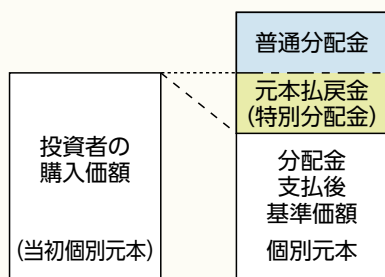 普通分配金
元本払戻金
(特別分配金)
投資者の
購入価額
(当初個別元本)
分配金
支払後
基準価額
個別元本